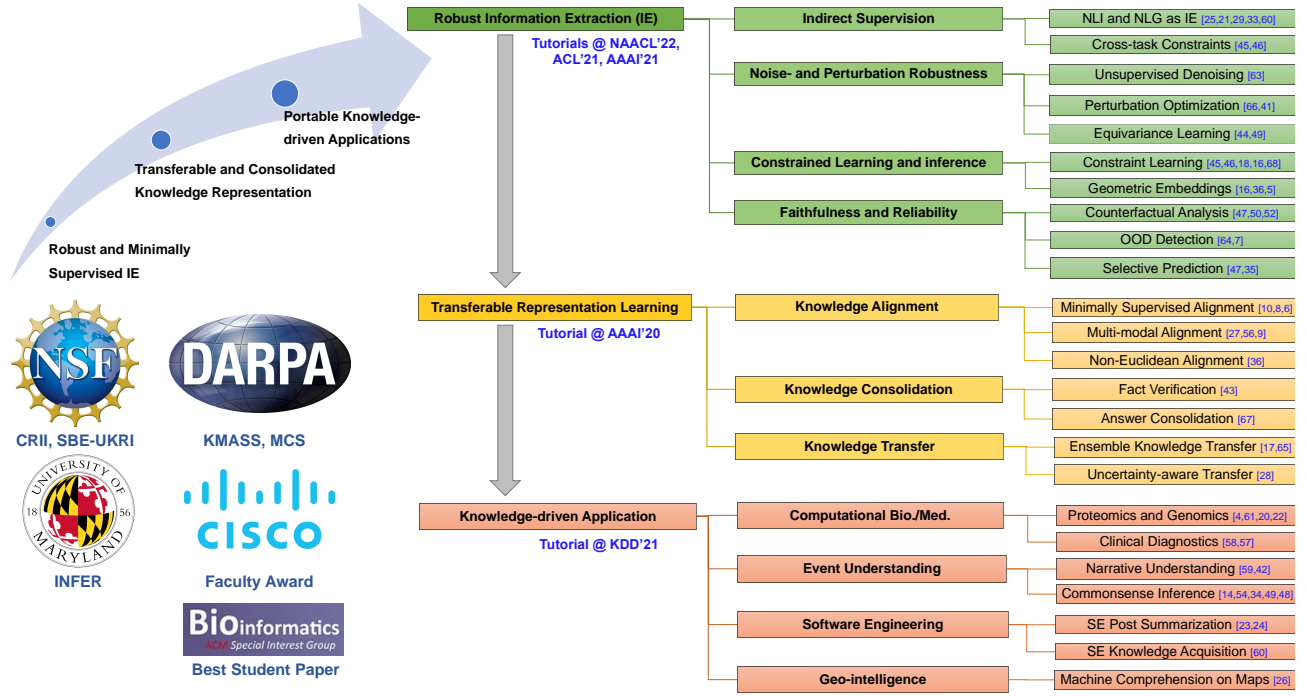 Portable Knowledge-
driven Applications
Transferable and Consolidated
Knowledge Representation
Robust and Minimally
Supervised IE
NSF
CRII, SBE-UKRI
DARPA
KMASS, MCS
UNIVERSITY OF
18 56
MARYLAND
INFER
CISCO
Faculty Award
Bioinformatics
ACM Special Interest Group
Best Student Paper
Robust Information Extraction (IE)
Tutorials @ NAACL'22,
ACL'21, AAAI'21
Indirect Supervision
NLI and NLG as IE [25,21,29,33,60]
Cross-task Constraints [45,46]
Noise- and Perturbation Robustness
Unsupervised Denoising [63]
Perturbation Optimization [66,41]
Equivariance Learning [44,49]
Constrained Learning and inference
Constraint Learning [45,46,18,16,68]
Geometric Embeddings [16,36,5]
Faithfulness and Reliability
Counterfactual Analysis [47,50,52]
OOD Detection [64,7]
Selective Prediction [47,35]
Transferable Representation Learning
Tutorial @ AAAI'20
Knowledge Alignment
Minimally Supervised Alignment [10,8,6]
Multi-modal Alignment [27,56,9]
Non-Euclidean Alignment [36]
Knowledge Consolidation
Fact Verification [43]
Answer Consolidation [67]
Knowledge Transfer
Ensemble Knowledge Transfer [17,65]
Uncertainty-aware Transfer [28]
Knowledge-driven Application
Tutorial @ KDD'21
Computational Bio./Med.
Proteomics and Genomics [4,61,20,22]
Clinical Diagnostics [58,57]
Event Understanding
Narrative Understanding [59,42]
Commonsense Inference [14,54,34,49,48]
Software Engineering
SE Post Summarization [23,24]
SE Knowledge Acquisition [60]
Geo-intelligence
Machine Comprehension on Maps [26]